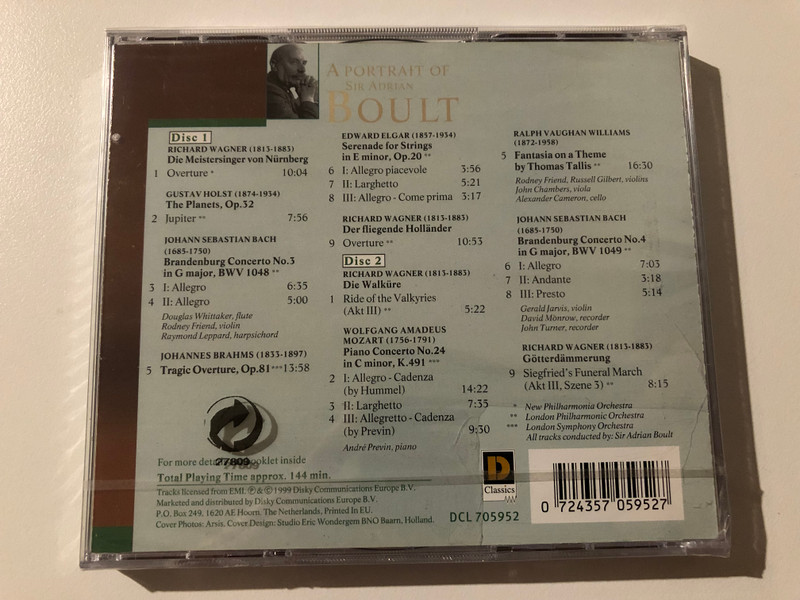 A PORTRAIT OF
SIR ADRIAN
BOULT
Disc 1
RICHARD WAGNER (1813-1883)
Die Meistersinger von Nürnberg
1 Overture * 10:04
GUSTAV HOLST (1874-1934)
The Planets, Op.32
2 Jupiter ** 7:56
JOHANN SEBASTIAN BACH
(1685-1750)
Brandenburg Concerto No.3
in G major, BWV 1048 **
3 I: Allegro 6:35
4 II: Allegro 5:00
Douglas Whittaker, flute
Rodney Friend, violin
Raymond Leppard, harpsichord
JOHANNES BRAHMS (1833-1897)
5 Tragic Overture, Op.81 *** 13:58
EDWARD ELGAR (1857-1934)
Serenade for Strings
in E minor, Op.20 **
6 I: Allegro piacevole 3:56
7 II: Larghetto 5:21
8 III: Allegro - Come prima 3:17
RICHARD WAGNER (1813-1883)
Der fliegende Holländer
9 Overture ** 10:53
Disc 2
RICHARD WAGNER (1813-1883)
Die Walküre
1 Ride of the Valkyries
(Akt III) ** 5:22
WOLFGANG AMADEUS
MOZART (1756-1791)
Piano Concerto No.24
in C minor, K.491 ***
2 I: Allegro - Cadenza
(by Hummel) 14:22
3 II: Larghetto 7:35
4 III: Allegretto - Cadenza
(by Previn) 9:30
André Previn, piano
RALPH VAUGHAN WILLIAMS
(1872-1958)
5 Fantasia on a Theme
by Thomas Tallis ** 16:30
Rodney Friend, Russell Gilbert, violins
John Chambers, viola
Alexander Cameron, cello
JOHANN SEBASTIAN BACH
(1685-1750)
Brandenburg Concerto No.4
in G major, BWV 1049 **
6 I: Allegro 7:03
7 II: Andante 3:18
8 III: Presto 5:14
Gerald Jarvis, violin
David Monrow, recorder
John Turner, recorder
RICHARD WAGNER (1813-1883)
Götterdämmerung
9 Siegfried's Funeral March
(Akt III, Szene 3) ** 8:15
* New Philharmonia Orchestra
** London Philharmonic Orchestra
*** London Symphony Orchestra
All tracks conducted by: Sir Adrian Boult
27809
For more booklet inside
Total Playing Time approx. 144 min.
Tracks licensed from EMI. ℗ & © 1999 Disky Communications Europe B.V.
Marketed and distributed by Disky Communications Europe B.V.
P.O. Box 249, 1620 AE Hoorn, The Netherlands, Printed in EU.
Cover Photos: Arsis, Cover Design: Studio Eric Wondergem BNO Baarn, Holland.
D
Classics
DCL 705952
0 724357 059527